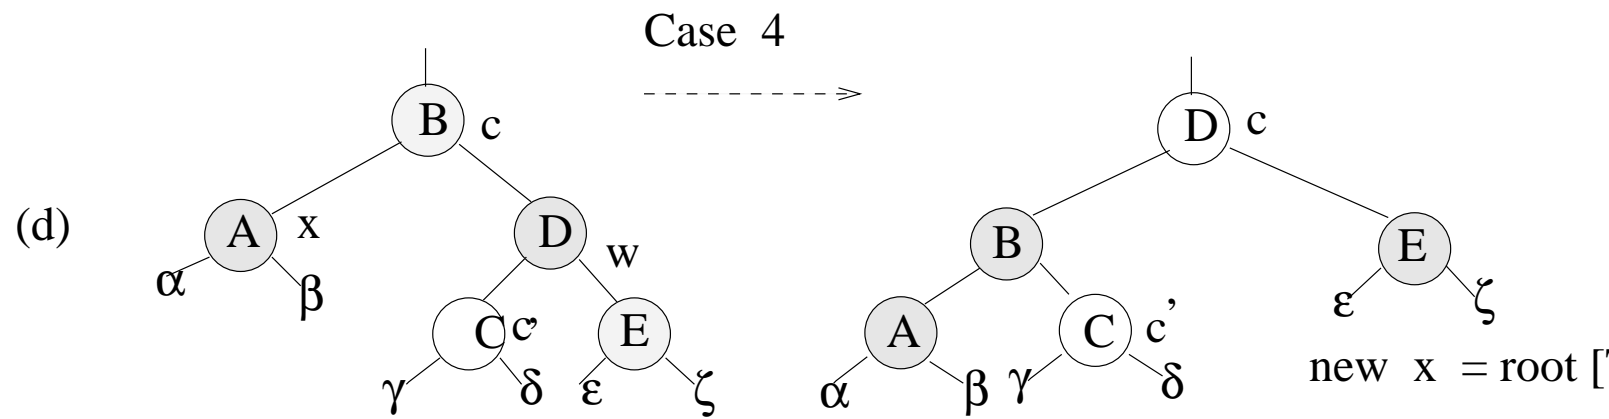 Case 4
(d)
B c
A x
D w
α β
C c'
E
γ δ ε ζ
D c
B
E
A
C c'
ε ζ
α β γ δ
new x = root [T